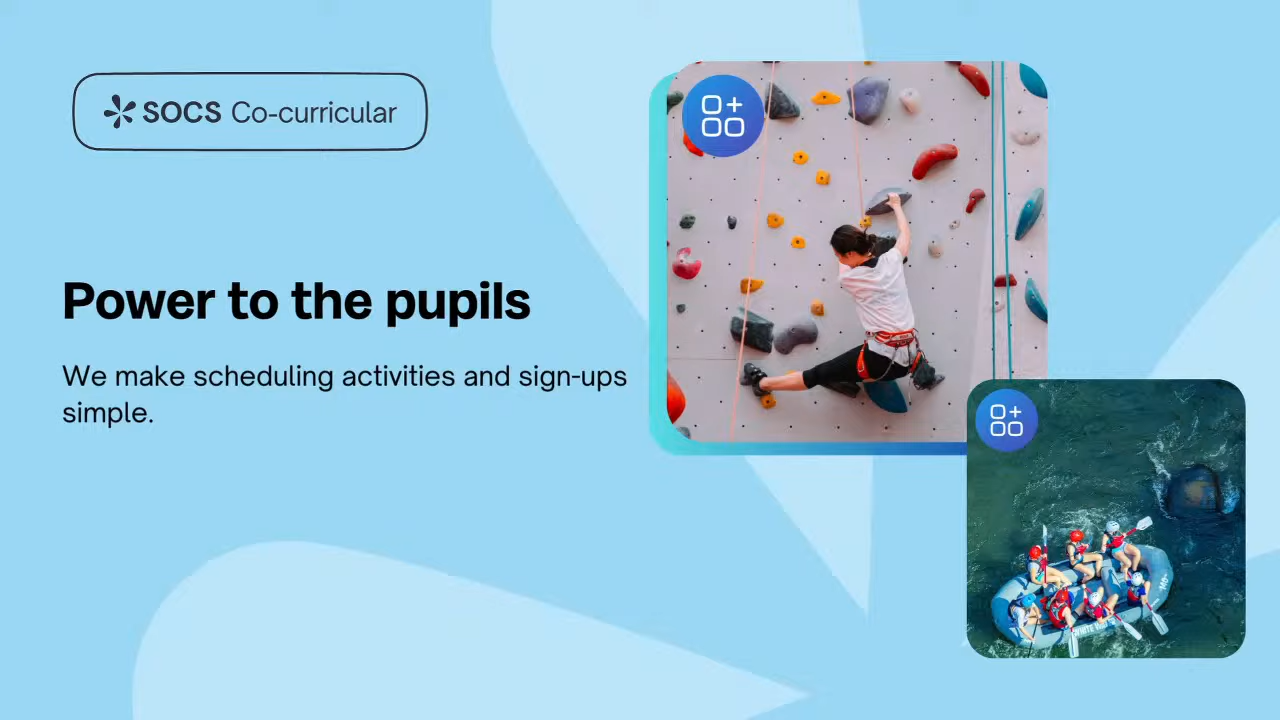 SOCS Co-curricular
Power to the pupils
We make scheduling activities and sign-ups
simple.